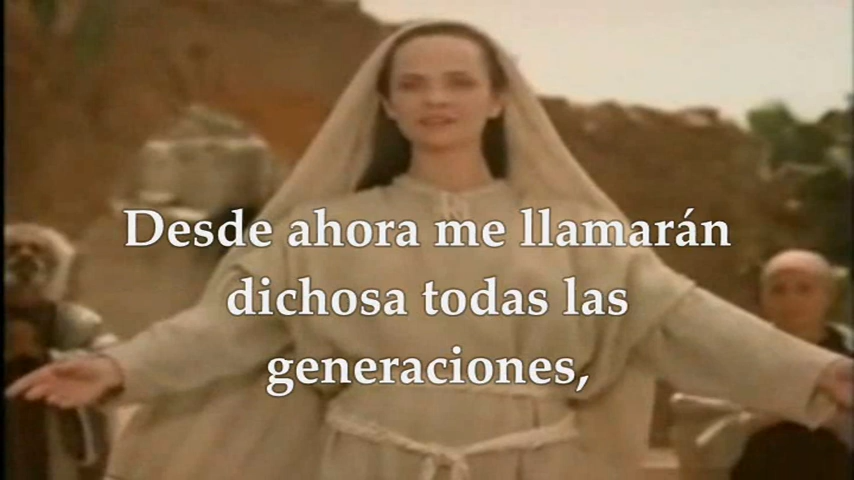 Desde ahora me llamarán
dichosa todas las
generaciones,